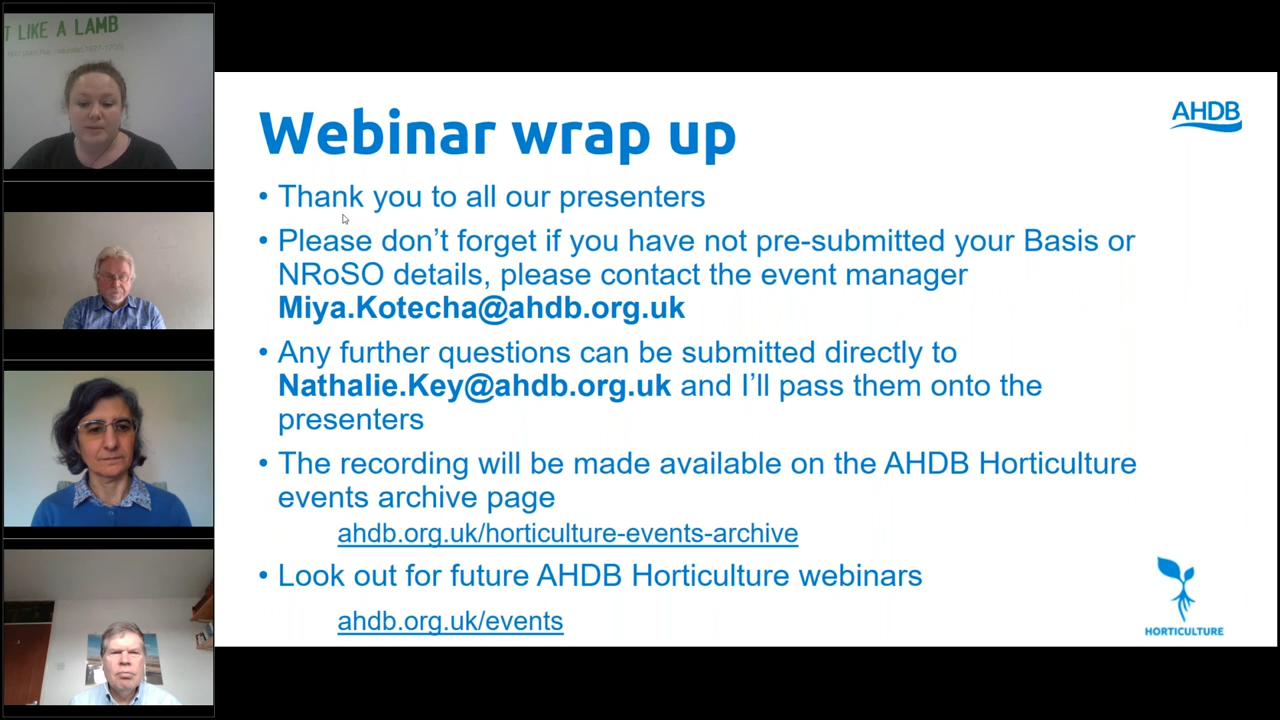 T LIKE A LAMB
Webinar wrap up
AHDB
• Thank you to all our presenters
• Please don’t forget if you have not pre-submitted your Basis or
NRoSO details, please contact the event manager
Miya.Kotecha@ahdb.org.uk
• Any further questions can be submitted directly to
Nathalie.Key@ahdb.org.uk and I’ll pass them onto the
presenters
• The recording will be made available on the AHDB Horticulture
events archive page
ahdb.org.uk/horticulture-events-archive
• Look out for future AHDB Horticulture webinars
ahdb.org.uk/events
HORTICULTURE